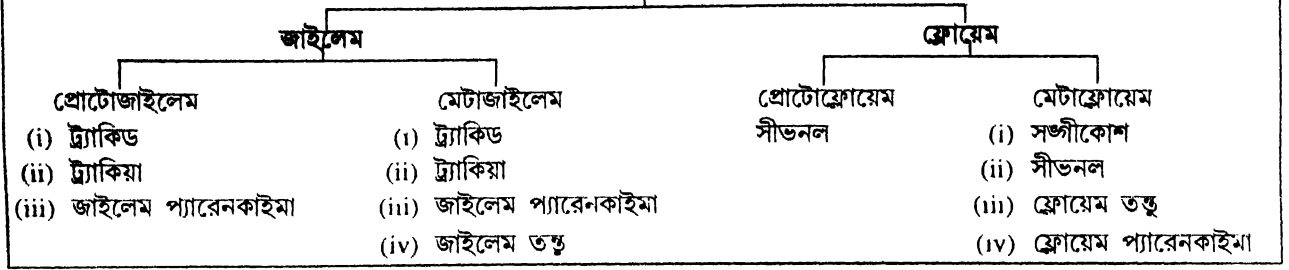 জাইলেম ফ্লোয়েম
প্রোটোজাইলেম মেটাজাইলেম প্রোটোফ্লোয়েম মেটাফ্লোয়েম
(i) ট্র্যাকিড (i) ট্র্যাকিড সীভনল (i) সঙ্গীকোশ
(ii) ট্র্যাকিয়া (ii) ট্র্যাকিয়া (ii) সীভনল
(iii) জাইলেম প্যারেনকাইমা (iii) জাইলেম প্যারেনকাইমা (iii) ফ্লোয়েম তন্তু
(iv) জাইলেম তন্তু (iv) ফ্লোয়েম প্যারেনকাইমা